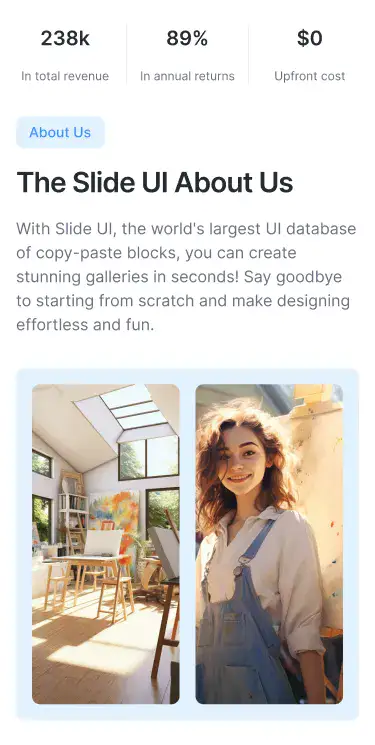 238k 89% $0
In total revenue In annual returns Upfront cost
About Us
The Slide UI About Us
With Slide UI, the world's largest UI database
of copy-paste blocks, you can create
stunning galleries in seconds! Say goodbye
to starting from scratch and make designing
effortless and fun.